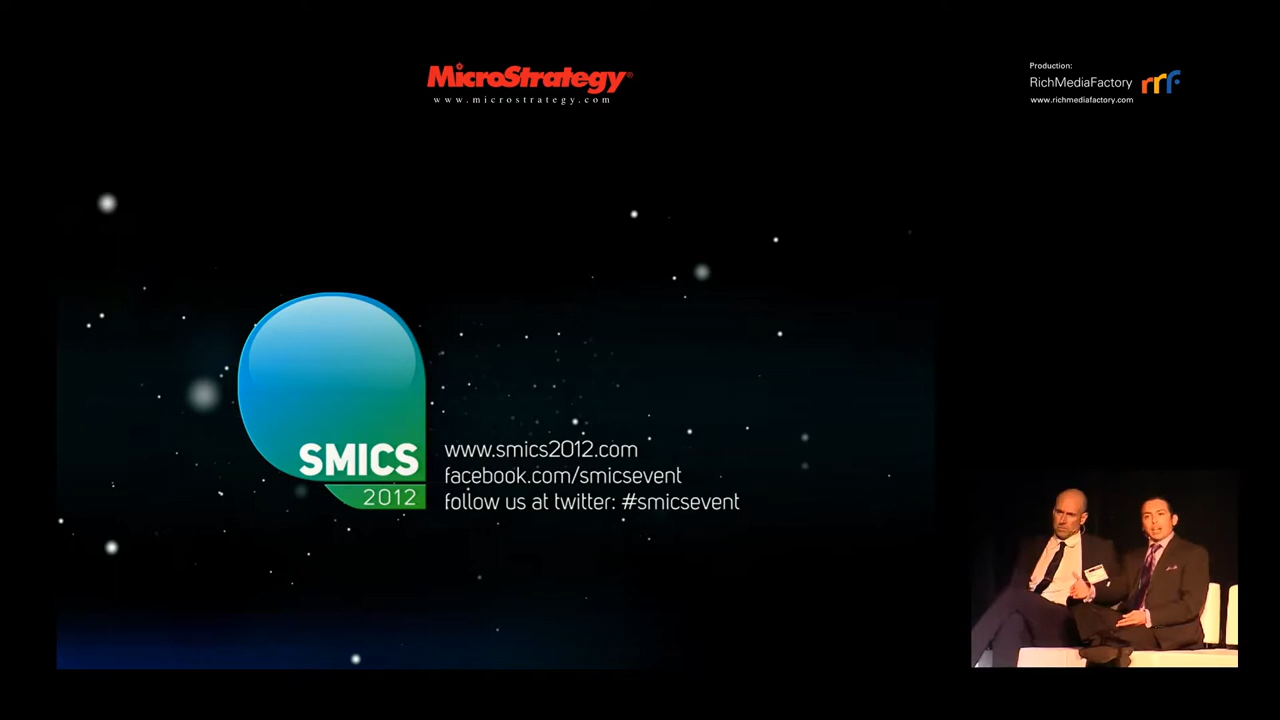 MicroStrategy®
www.microstrategy.com
Production:
RichMediaFactory
rrf
www.richmediafactory.com
SMICS
2012
www.smics2012.com
facebook.com/smicsevent
follow us at twitter: #smicsevent